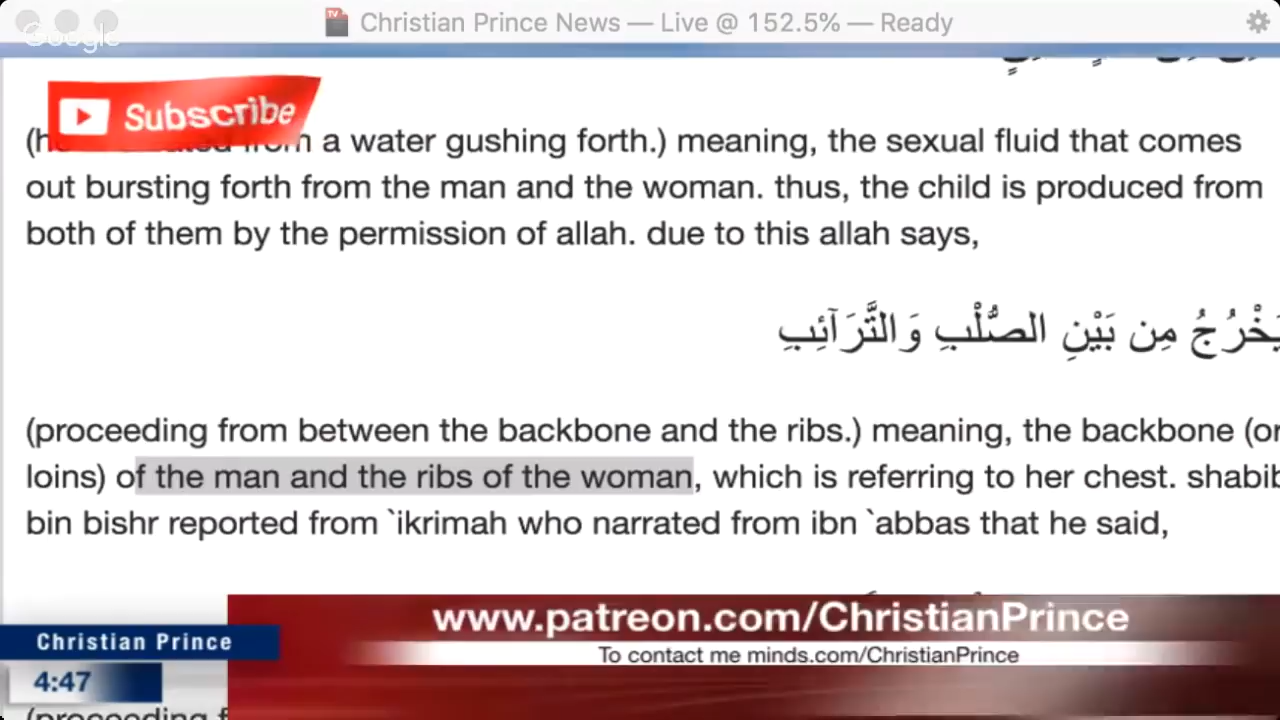 Christian Prince News — Live @ 152.5% — Ready
Google
Subscribe
a water gushing forth.) meaning, the sexual fluid that comes
out bursting forth from the man and the woman. thus, the child is produced from
both of them by the permission of allah. due to this allah says,
يَخْرُجُ مِن بَيْنِ الصُّلْبِ وَالتَّرَآئِبِ
(proceeding from between the backbone and the ribs.) meaning, the backbone (or
loins) of the man and the ribs of the woman, which is referring to her chest. shabib
bin bishr reported from `ikrimah who narrated from ibn `abbas that he said,
www.patreon.com/ChristianPrince
To contact me minds.com/ChristianPrince
Christian Prince
4:47
(proceeding